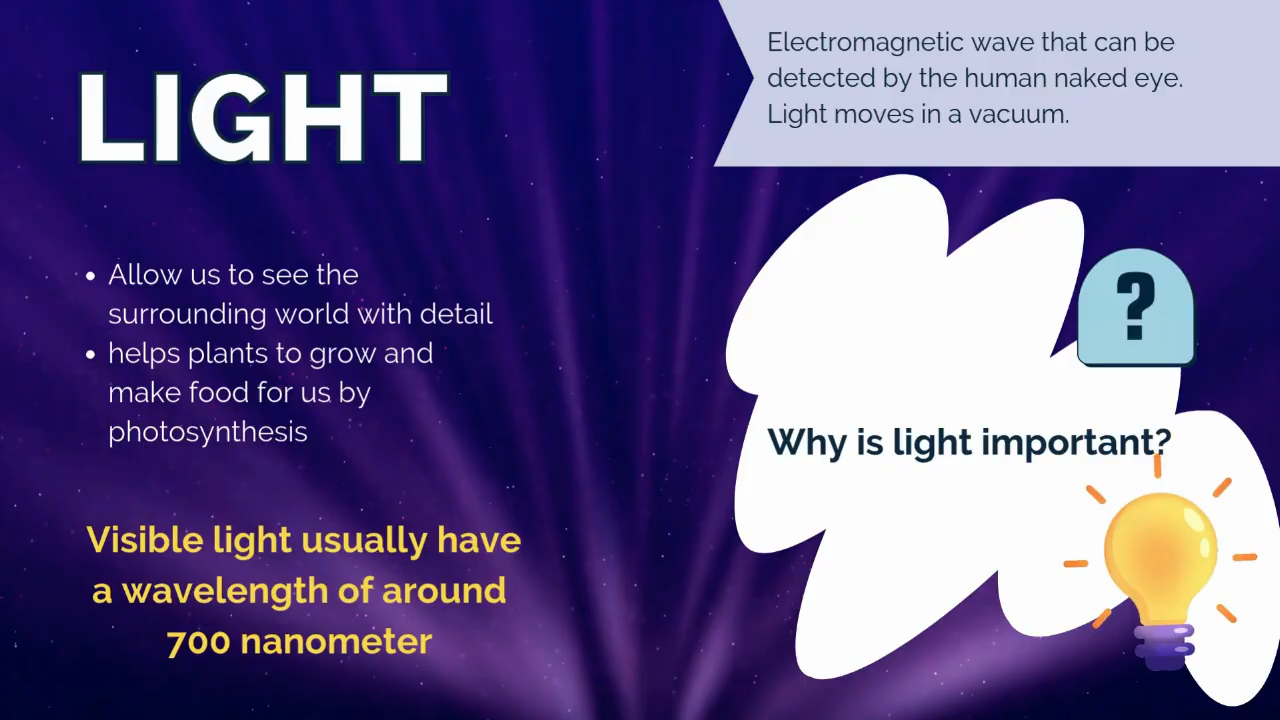 LIGHT
Electromagnetic wave that can be
detected by the human naked eye.
Light moves in a vacuum.
• Allow us to see the
surrounding world with detail
• helps plants to grow and
make food for us by
photosynthesis
?
Why is light important?
Visible light usually have
a wavelength of around
700 nanometer